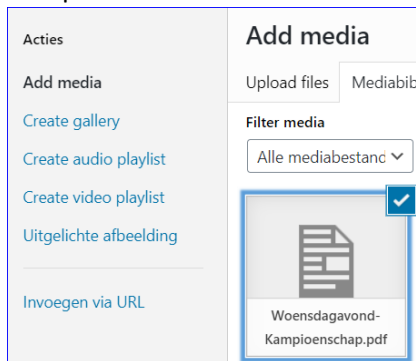 Acties
Add media
Create gallery
Create audio playlist
Create video playlist
Uitgelichte afbeelding
Invoegen via URL
Add media
Upload files
Filter media
Alle mediabestand
Woensdagavond-
Kampioenschap.pdf